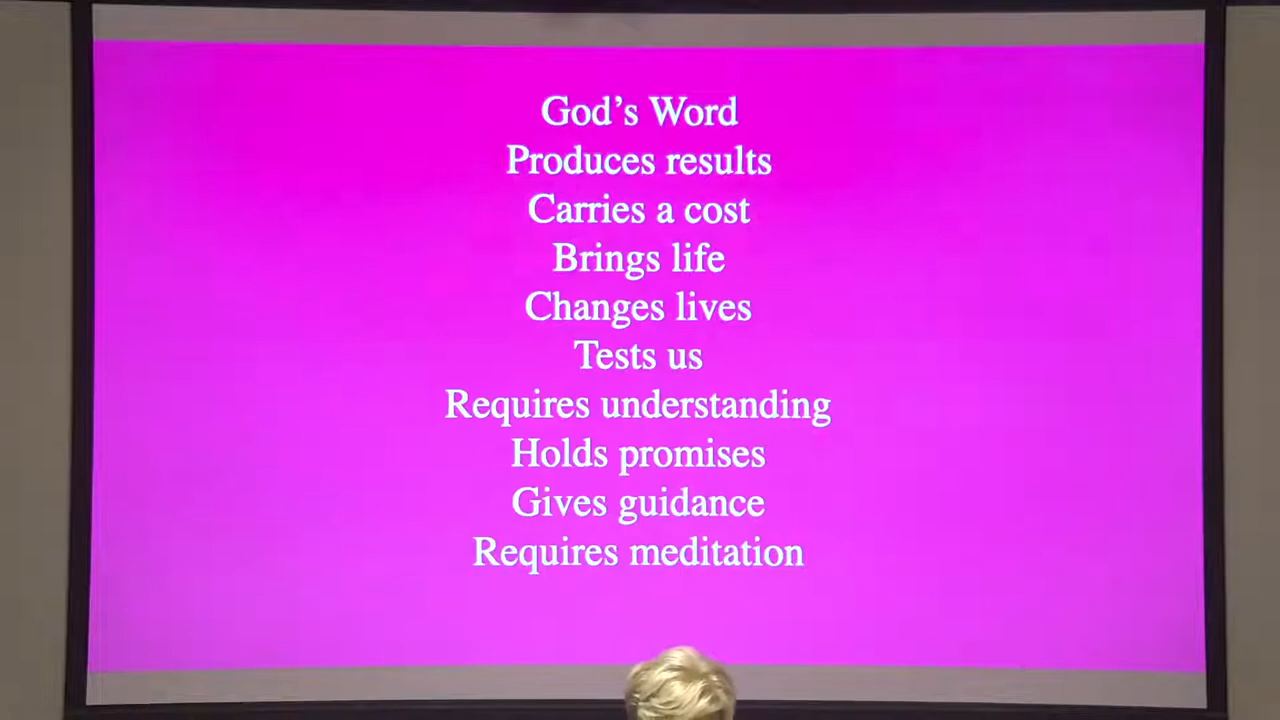 God’s Word
Produces results
Carries a cost
Brings life
Changes lives
Tests us
Requires understanding
Holds promises
Gives guidance
Requires meditation